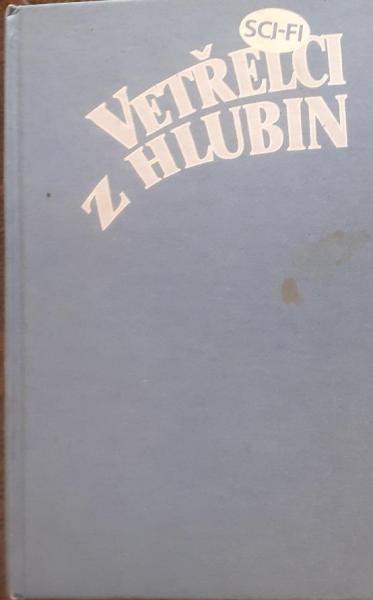 SCI-FI
VETŘELCI
Z HLUBIN